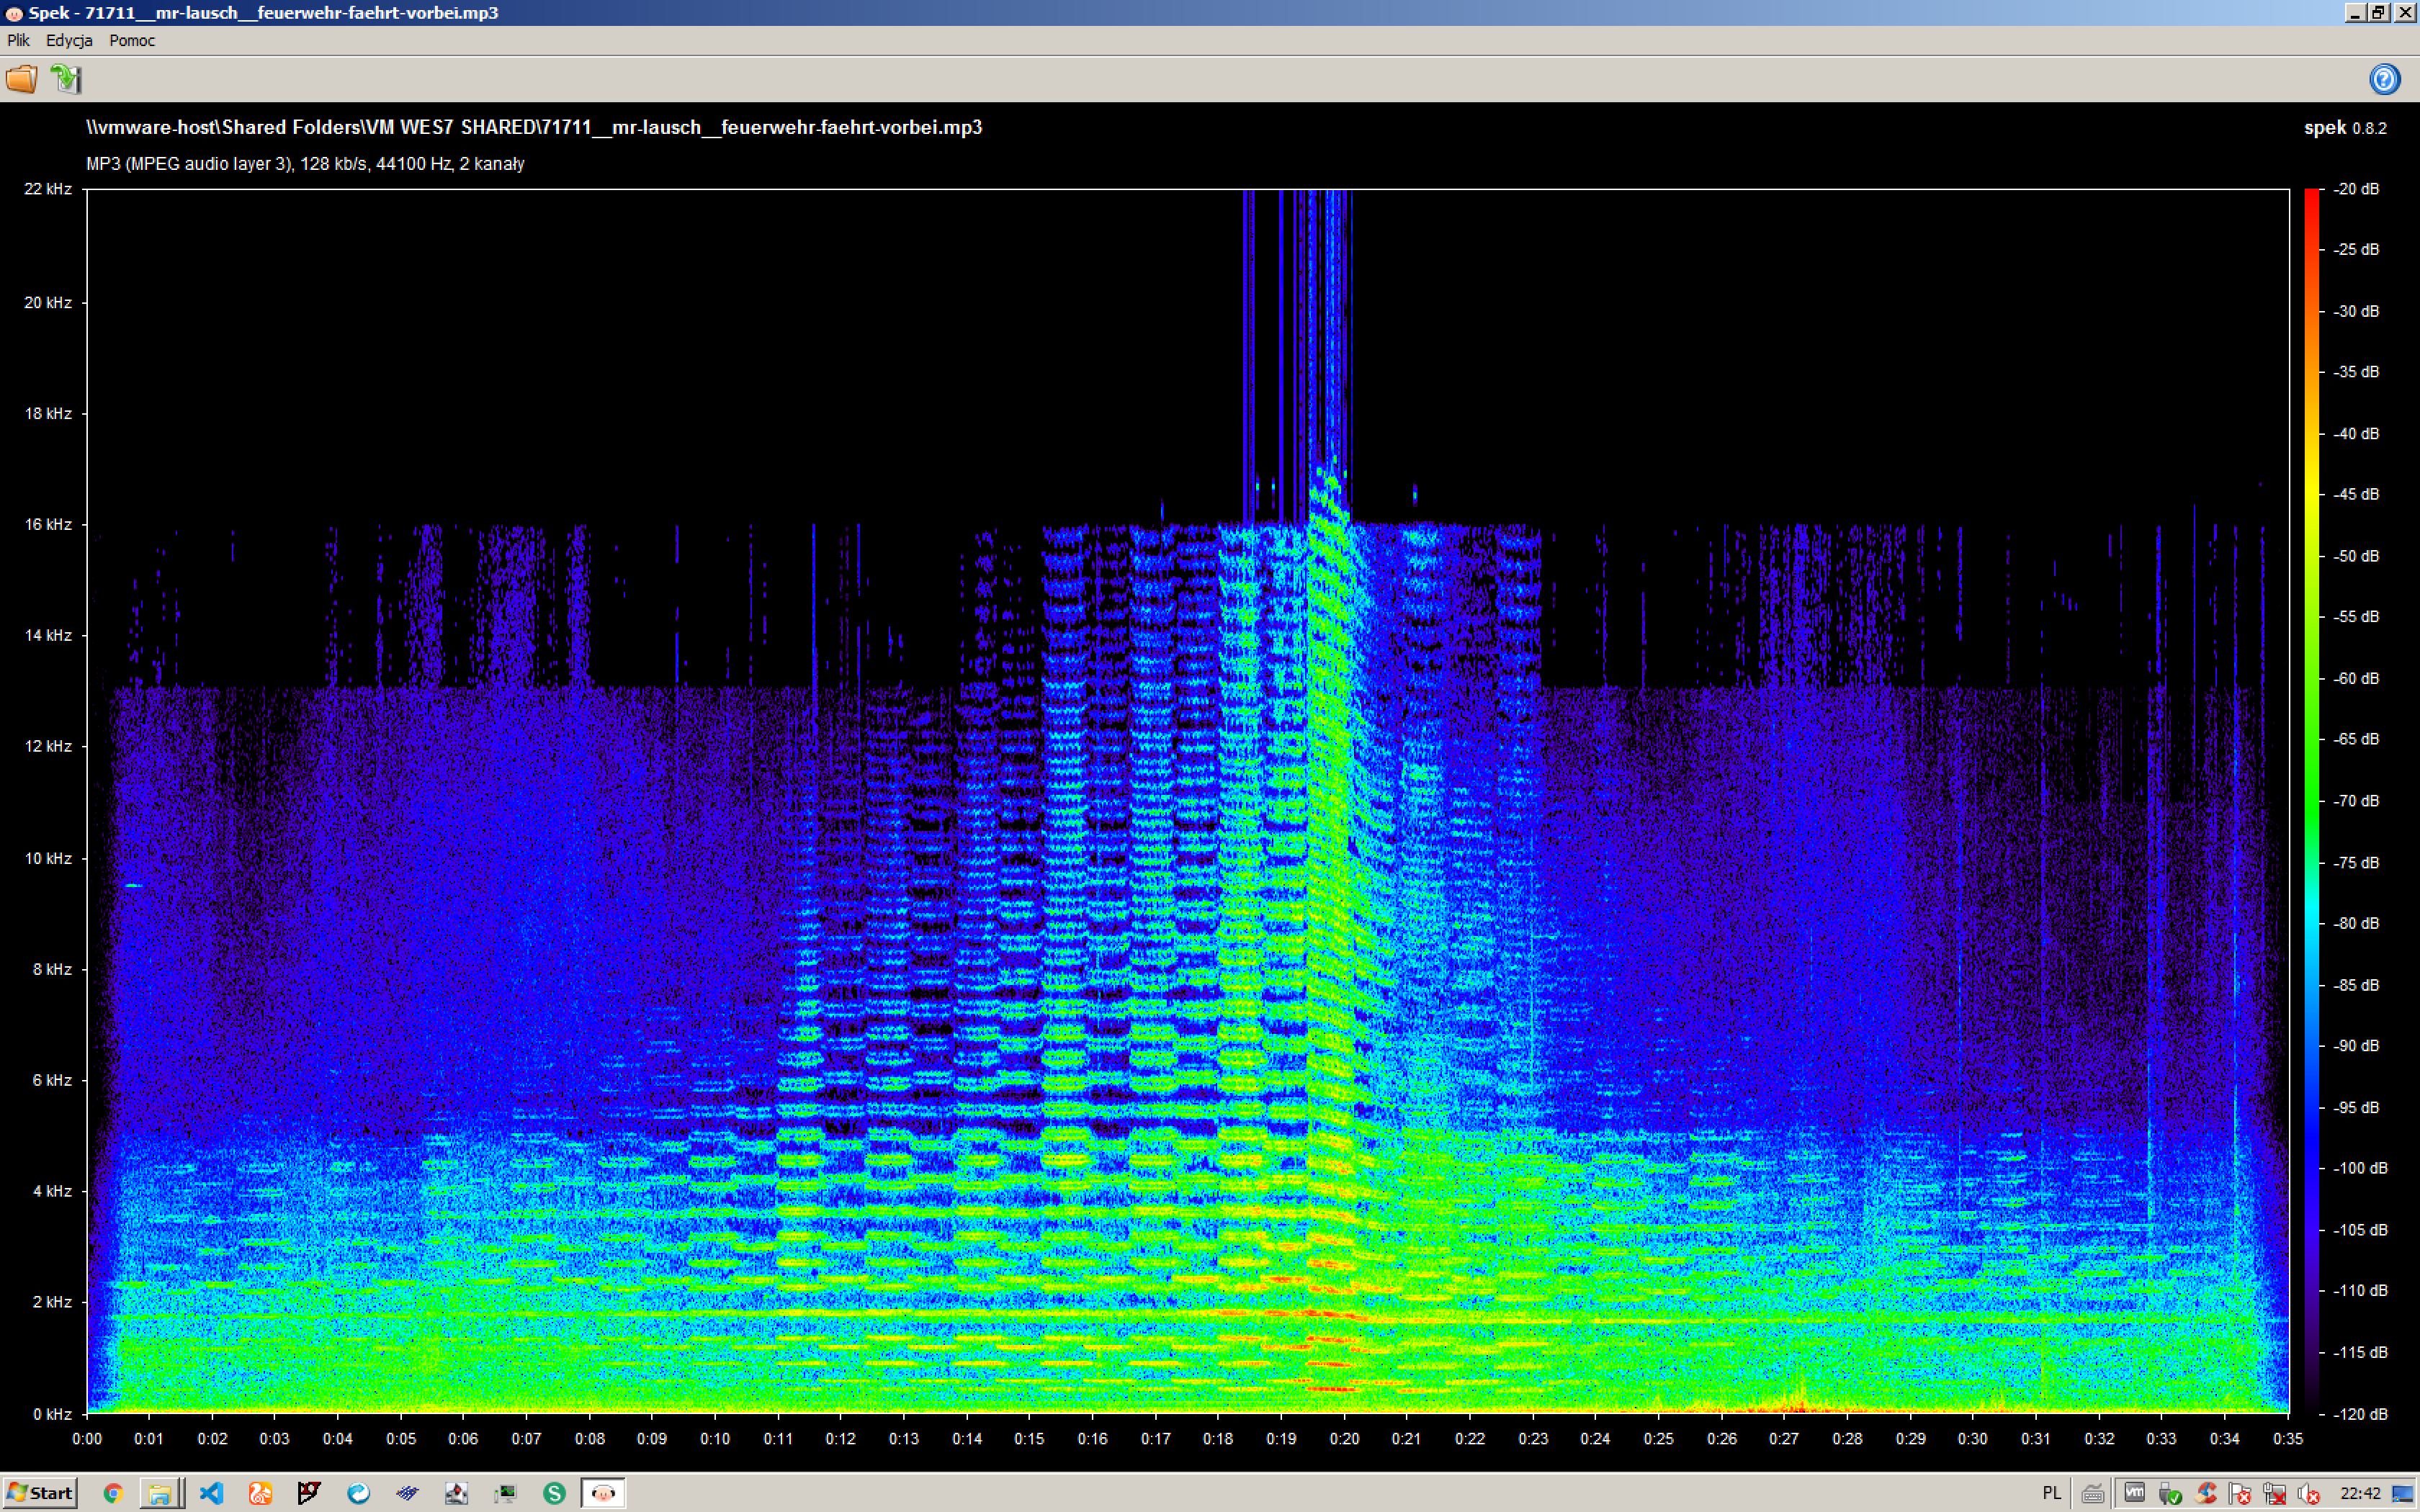 Spek - 71711__mr-lausch__feuerwehr-faehrt-vorbei.mp3
Plik Edycja Pomoc
\\vmware-host\Shared Folders\VM WES7 SHARED\71711__mr-lausch__feuerwehr-faehrt-vorbei.mp3
spek 0.8.2
MP3 (MPEG audio layer 3), 128 kb/s, 44100 Hz, 2 kanały
22 kHz
20 kHz
18 kHz
16 kHz
14 kHz
12 kHz
10 kHz
8 kHz
6 kHz
4 kHz
2 kHz
0 kHz
-20 dB
-25 dB
-30 dB
-35 dB
-40 dB
-45 dB
-50 dB
-55 dB
-60 dB
-65 dB
-70 dB
-75 dB
-80 dB
-85 dB
-90 dB
-95 dB
-100 dB
-105 dB
-110 dB
-115 dB
-120 dB
0:00 0:01 0:02 0:03 0:04 0:05 0:06 0:07 0:08 0:09 0:10 0:11 0:12 0:13 0:14 0:15 0:16 0:17 0:18 0:19 0:20 0:21 0:22 0:23 0:24 0:25 0:26 0:27 0:28 0:29 0:30 0:31 0:32 0:33 0:34 0:35
Start
S
PL
vm
22:42